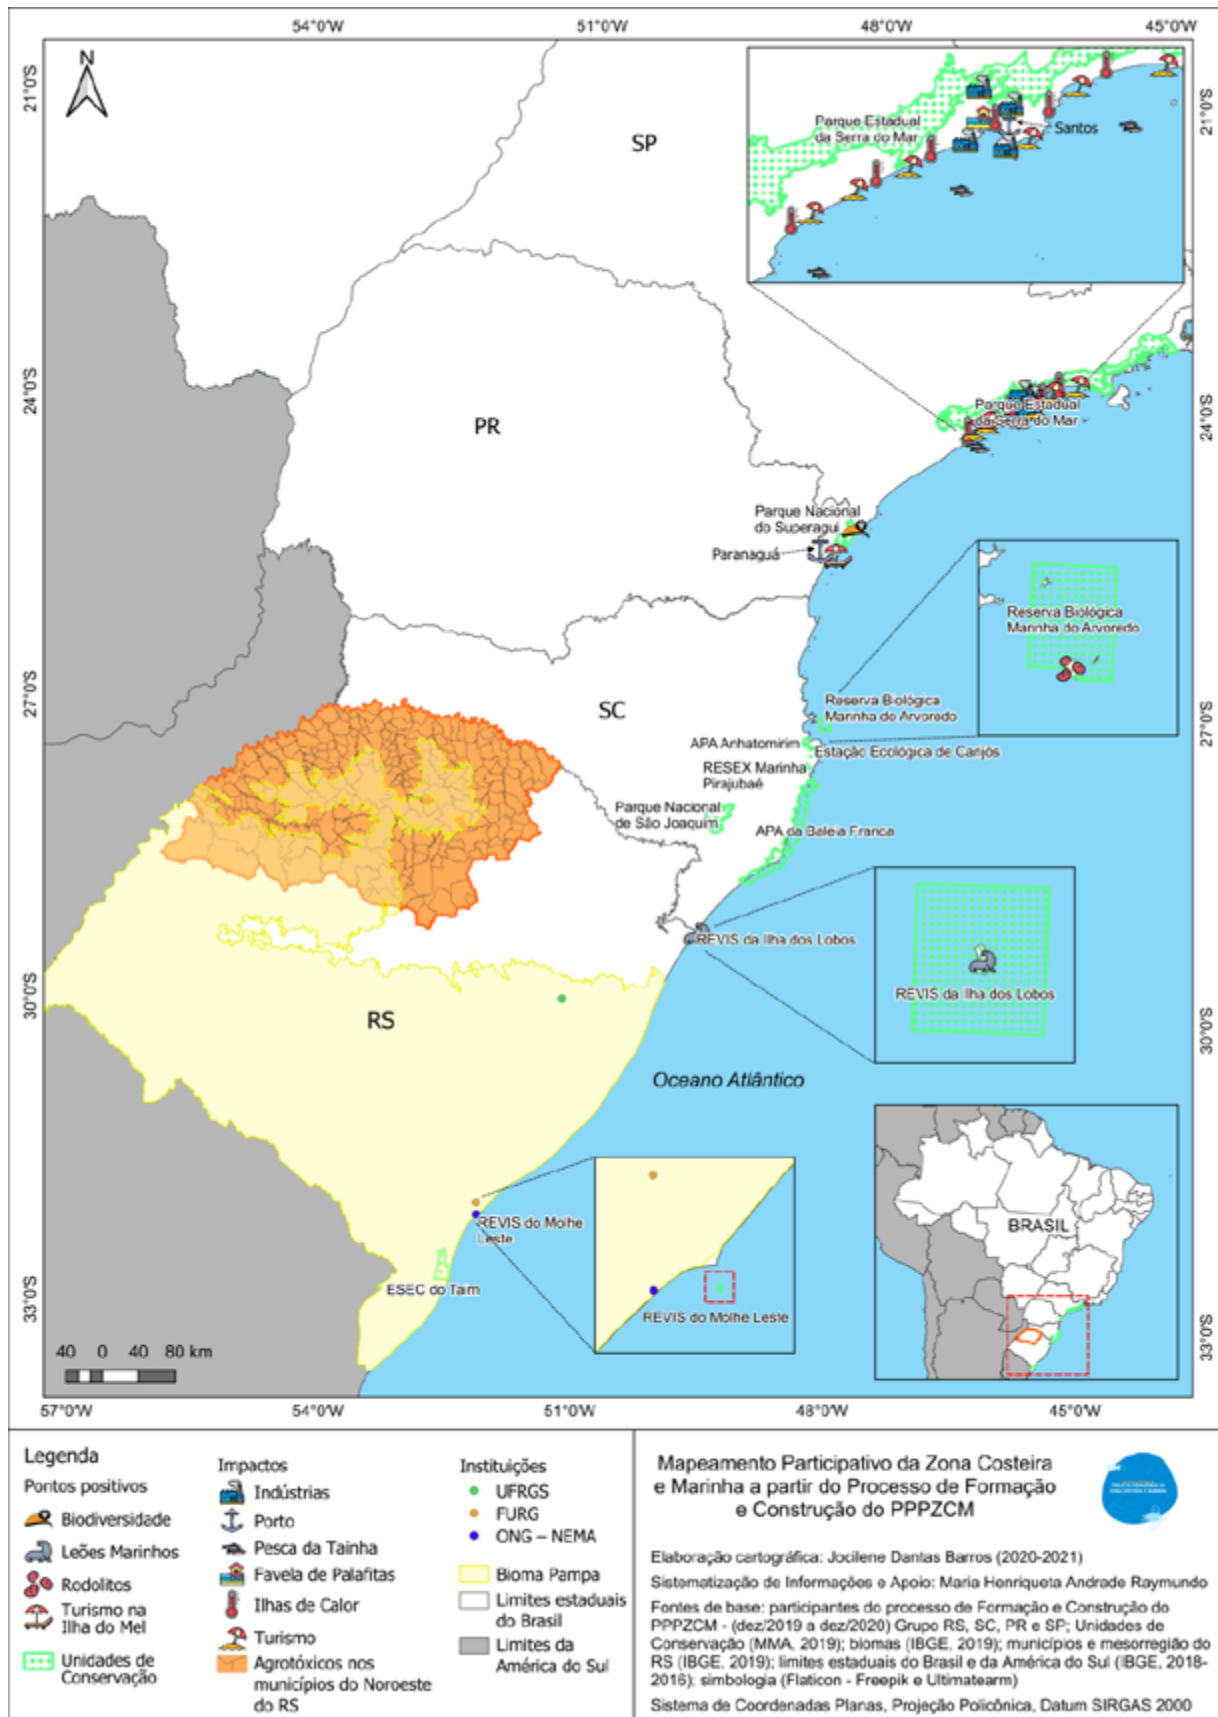 54°0'W
51°0'W
48°0'W
45°0'W
N
21°0'S
21°0'S
SP
Parque Estadual
da Serra do Mar
Santos
24°0'S
24°0'S
PR
Parque Estadual
da Serra do Mar
Parque Nacional
do Superagui
Paranaguá
Reserva Biológica
Marinha do Arvoredo
27°0'S
27°0'S
SC
Reserva Biológica
Marinha do Arvoredo
APA Anhatomirim
Estação Ecológica de Carijós
RESEX Marinha
Pirajubaé
Parque Nacional
de São Joaquim
APA da Baleia Franca
REVIS da Ilha dos Lobos
REVIS da Ilha dos Lobos
30°0'S
30°0'S
RS
Oceano Atlântico
BRASIL
REVIS do Molhe
Leste
ESEC do Taim
REVIS do Molhe Leste
33°0'S
33°0'S
40 0 40 80 km
57°0'W
54°0'W
51°0'W
48°0'W
45°0'W
Legenda
Pontos positivos
Biodiversidade
Leões Marinhos
Rodolitos
Turismo na
Ilha do Mel
Unidades de
Conservação
Impactos
Indústrias
Porto
Pesca da Tainha
Favela de Palafitas
Ilhas de Calor
Turismo
Agrotóxicos nos
municípios do Noroeste
do RS
Instituições
UFRGS
FURG
ONG – NEMA
Bioma Pampa
Limites estaduais
do Brasil
Limites da
América do Sul
Mapeamento Participativo da Zona Costeira
e Marinha a partir do Processo de Formação
e Construção do PPPZCM
Elaboração cartográfica: Jocilene Dantas Barros (2020-2021)
Sistematização de Informações e Apoio: Maria Henriqueta Andrade Raymundo
Fontes de base: participantes do processo de Formação e Construção do
PPPZCM - (dez/2019 a dez/2020) Grupo RS, SC, PR e SP; Unidades de
Conservação (MMA, 2019); biomas (IBGE, 2019); municípios e mesorregião do
RS (IBGE, 2019); limites estaduais do Brasil e da América do Sul (IBGE, 2018-
2016); simbologia (Flaticon - Freepik e Ultimatearm)
Sistema de Coordenadas Planas, Projeção Policônica, Datum SIRGAS 2000